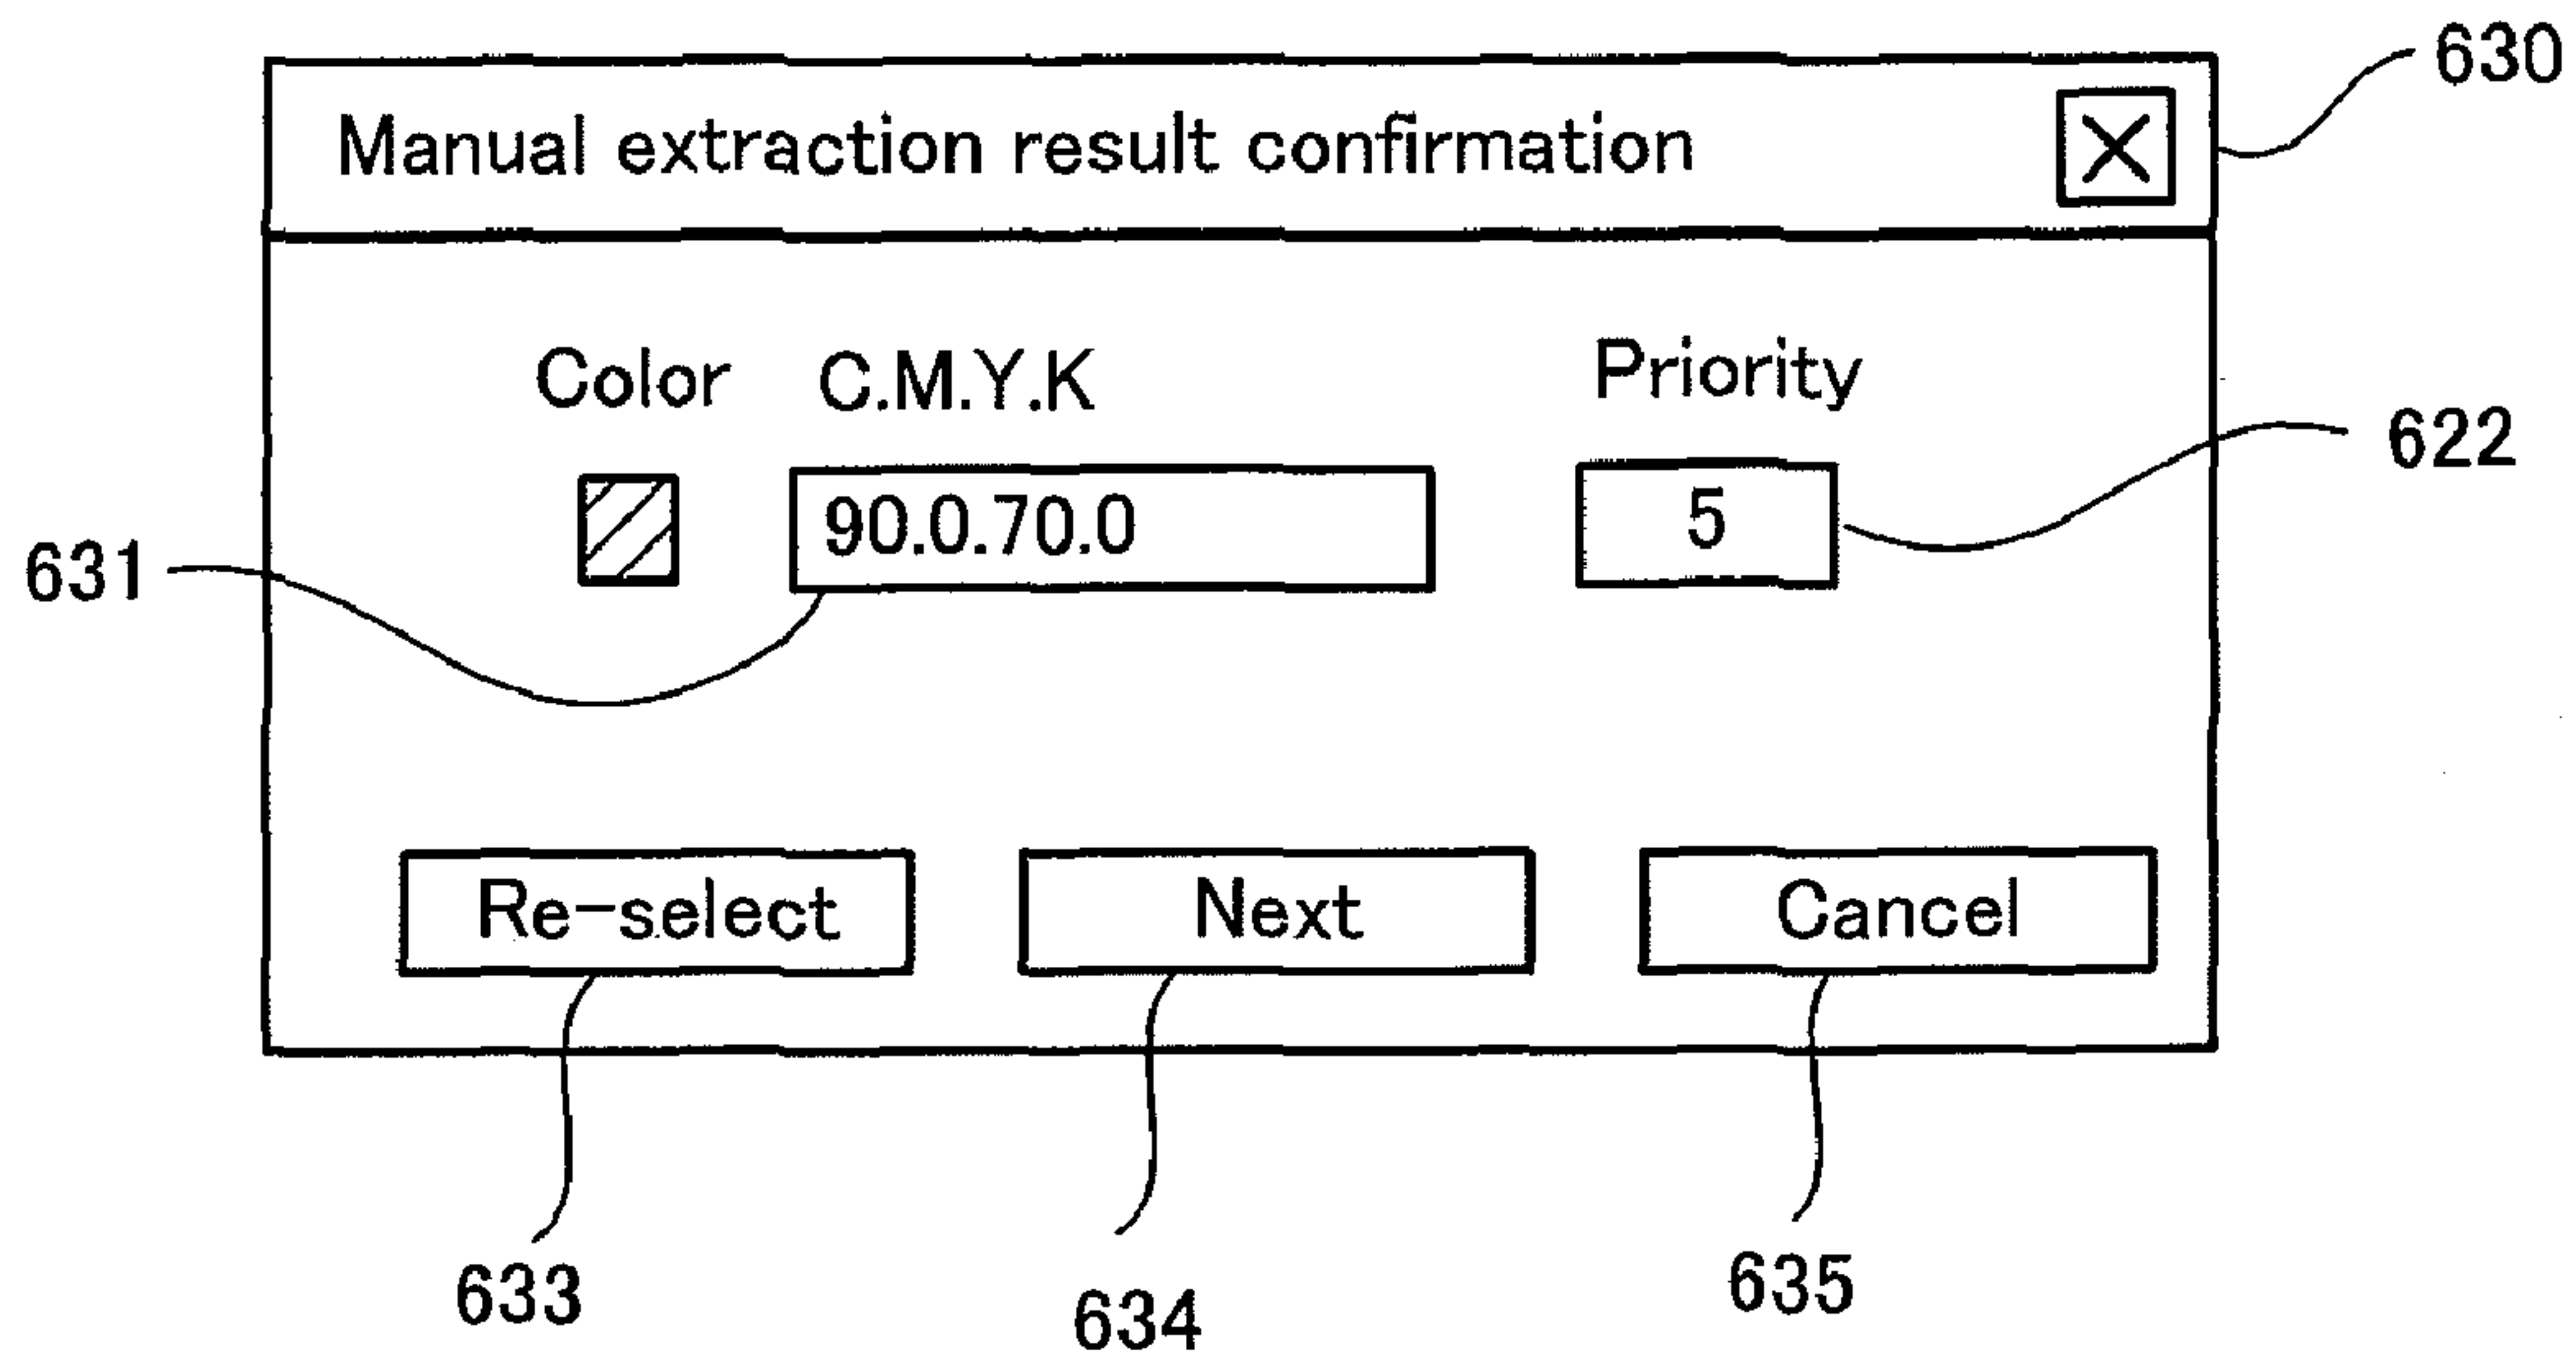 630
Manual extraction result confirmation
Color C.M.Y.K Priority
622
90.0.70.0 5
631
Re-select Next Cancel
633 634 635